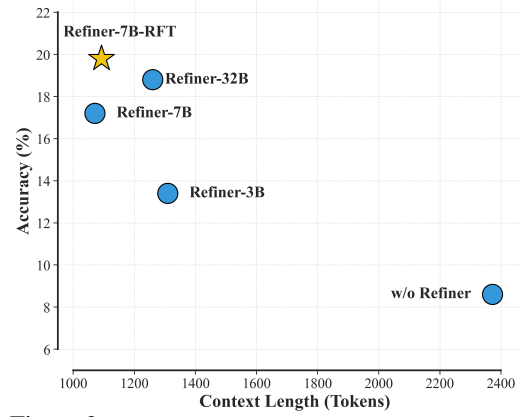 22
Refiner-7B-RFT
20
Refiner-32B
18
Refiner-7B
16
Accuracy (%)
14
Refiner-3B
12
10
w/o Refiner
8
6
1000 1200 1400 1600 1800 2000 2200 2400
Context Length (Tokens)